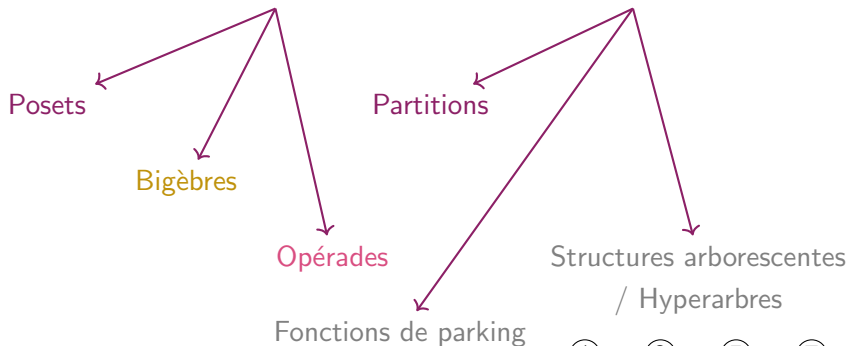 Posets
Partitions
Bigèbres
Opérades
Structures arborescentes
/ Hyperarbres
Fonctions de parking